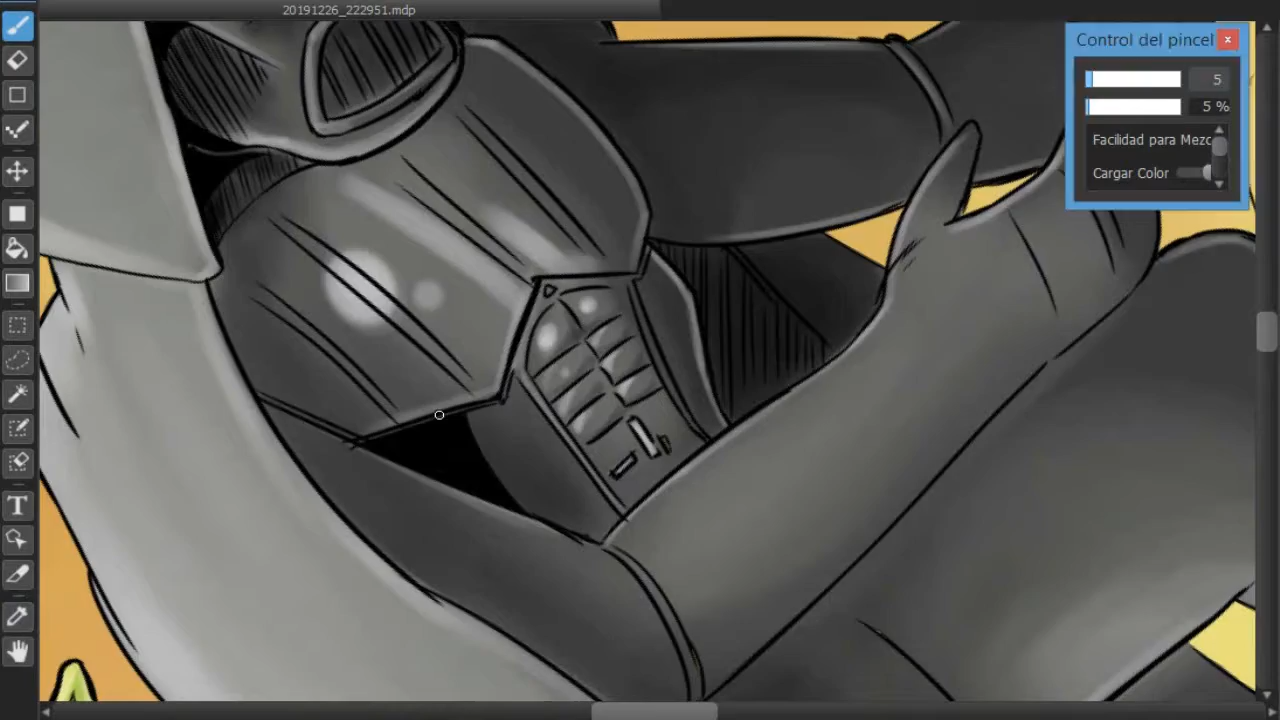 20191226_222951.mdp
Control del pincel
5
5 %
Facilidad para Mezc
Cargar Color
T